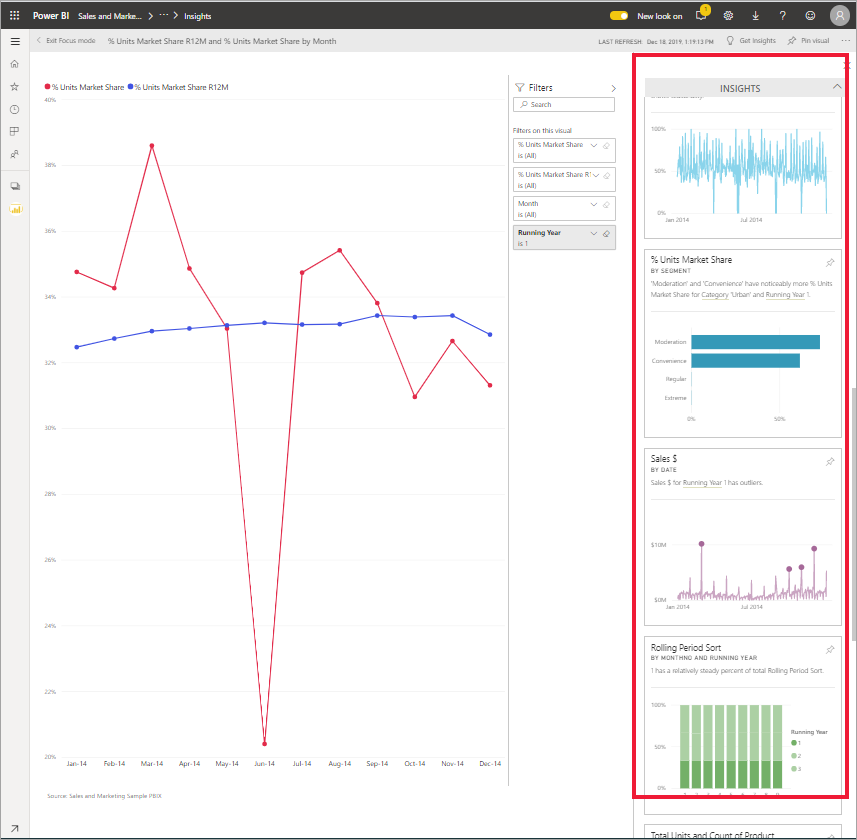 Power BI Sales and Marke... > ··· > Insights
1
New look on
?
Exit Focus mode % Units Market Share R12M and % Units Market Share by Month
LAST REFRESH Dec 18, 2019, 1:19:13 PM Get Insights Pin visual ···
% Units Market Share % Units Market Share R12M
40%
38%
36%
34%
32%
30%
28%
26%
24%
22%
20%
Jan-14 Feb-14 Mar-14 Apr-14 May-14 Jun-14 Jul-14 Aug-14 Sep-14 Oct-14 Nov-14 Dec-14
Source: Sales and Marketing Sample PBIX
Filters
Search
Filters on this visual
% Units Market Share
is (All)
% Units Market Share R1
is (All)
Month
is (All)
Running Year
is 1
INSIGHTS
100%
50%
0%
Jan 2014 Jul 2014
% Units Market Share
BY SEGMENT
'Moderation' and 'Convenience' have noticeably more % Units
Market Share for Category 'Urban' and Running Year 1.
Moderation
Convenience
Regular
Extreme
0% 50%
Sales $
BY DATE
Sales $ for Running Year 1 has outliers.
$10M
$0M
Jan 2014 Jul 2014
Rolling Period Sort
BY MONTHNO AND RUNNING YEAR
1 has a relatively steady percent of total Rolling Period Sort.
100%
50%
0%
Running Year
1
2
3
Total Units and Count of Product